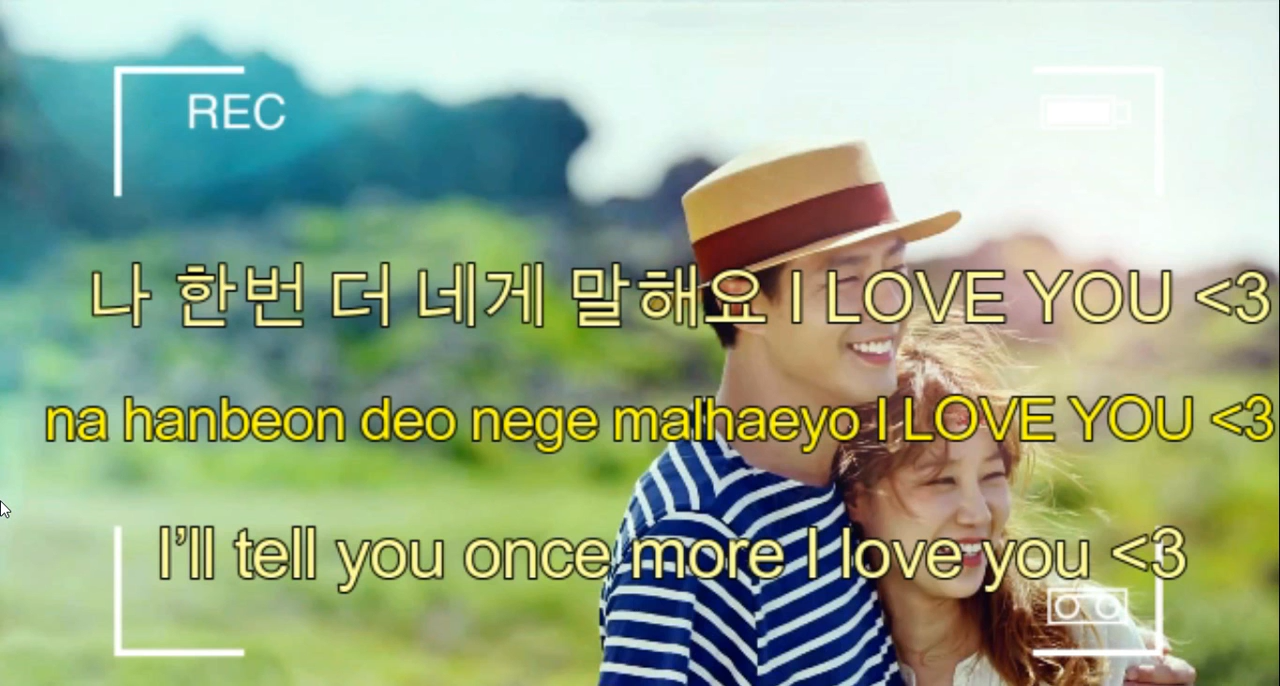 REC
나 한번 더 네게 말해요 I LOVE YOU <3
na hanbeon deo nege malhaeyo I LOVE YOU <3
I’ll tell you once more I love you <3